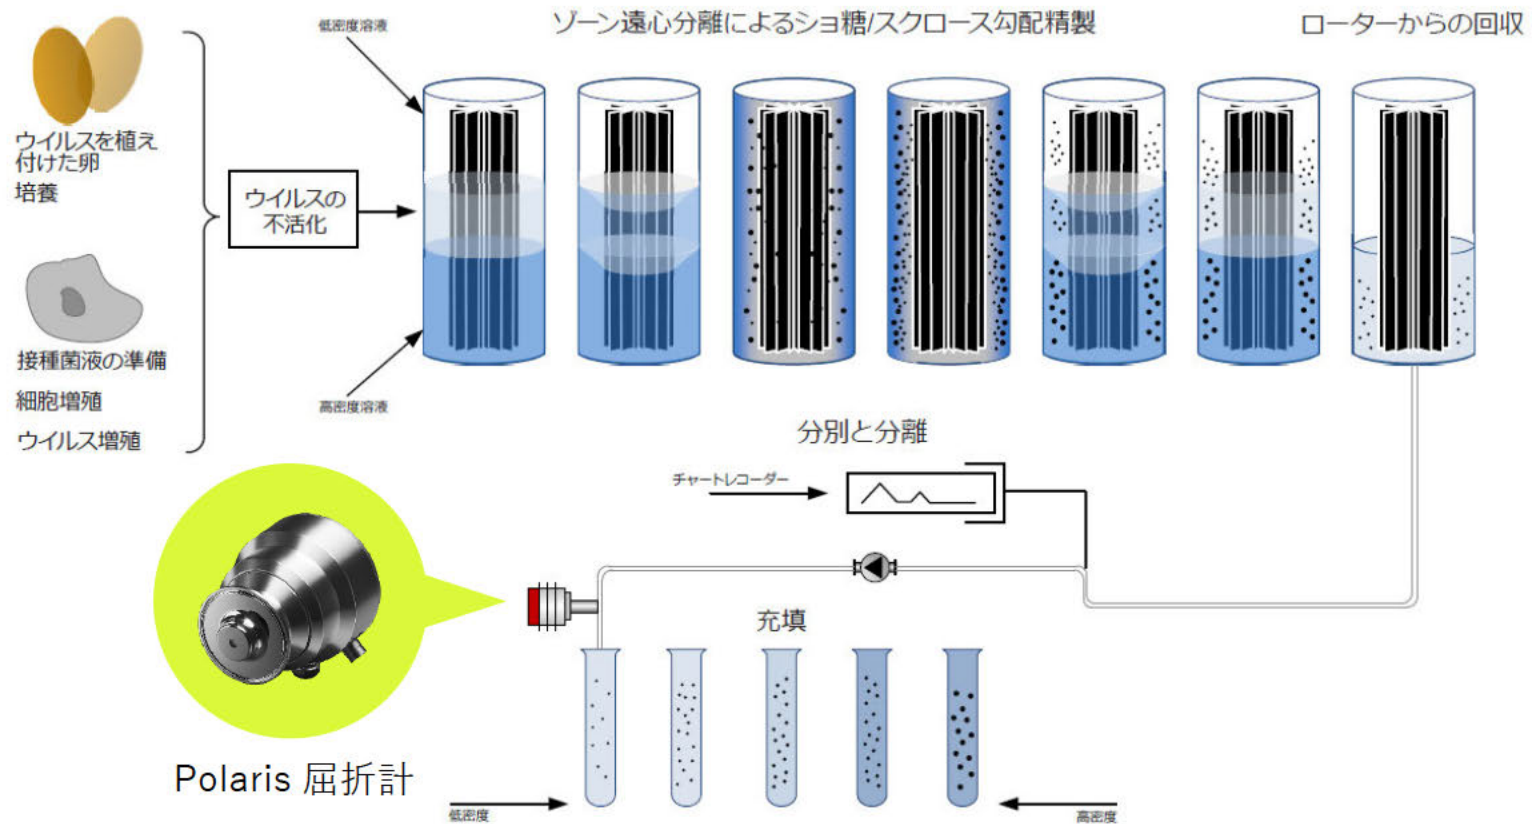 低密度溶液
ゾーン遠心分離によるショ糖/スクロース勾配精製
ローターからの回収
ウイルスを植え
付けた卵
培養
ウイルスの
不活化
接種菌液の準備
細胞増殖
ウイルス増殖
高密度溶液
分別と分離
チャートレコーダー
充填
Polaris 屈折計
低密度
高密度